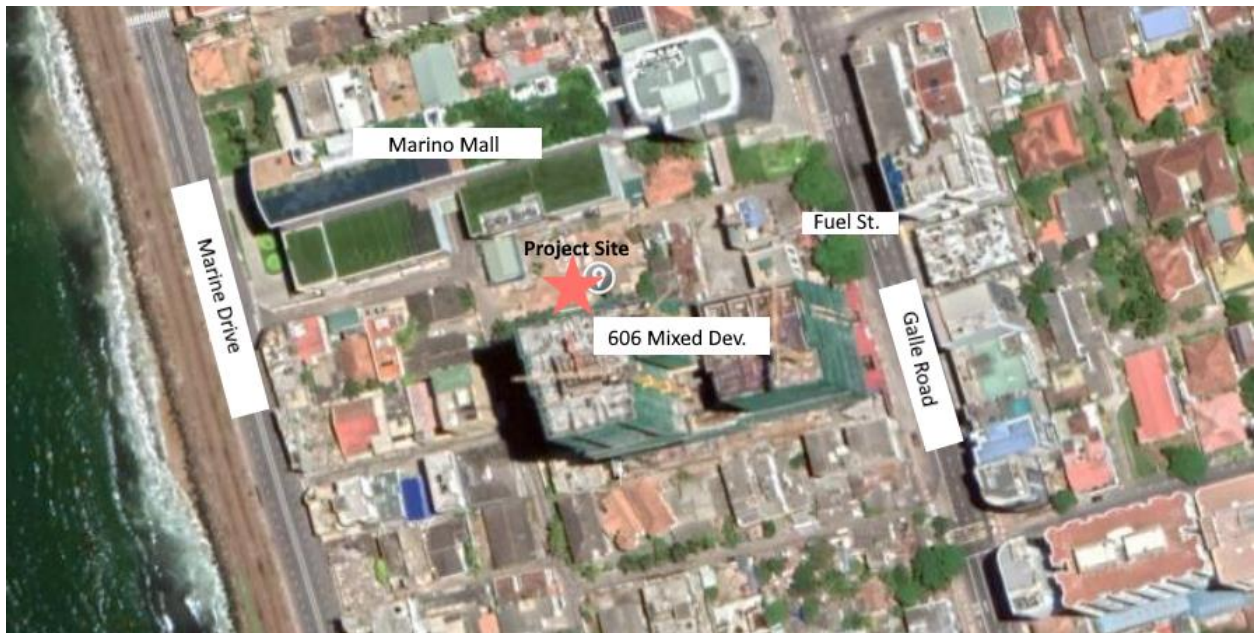 Marino Mall
Fuel St.
Marine Drive
Project Site
606 Mixed Dev.
Galle Road